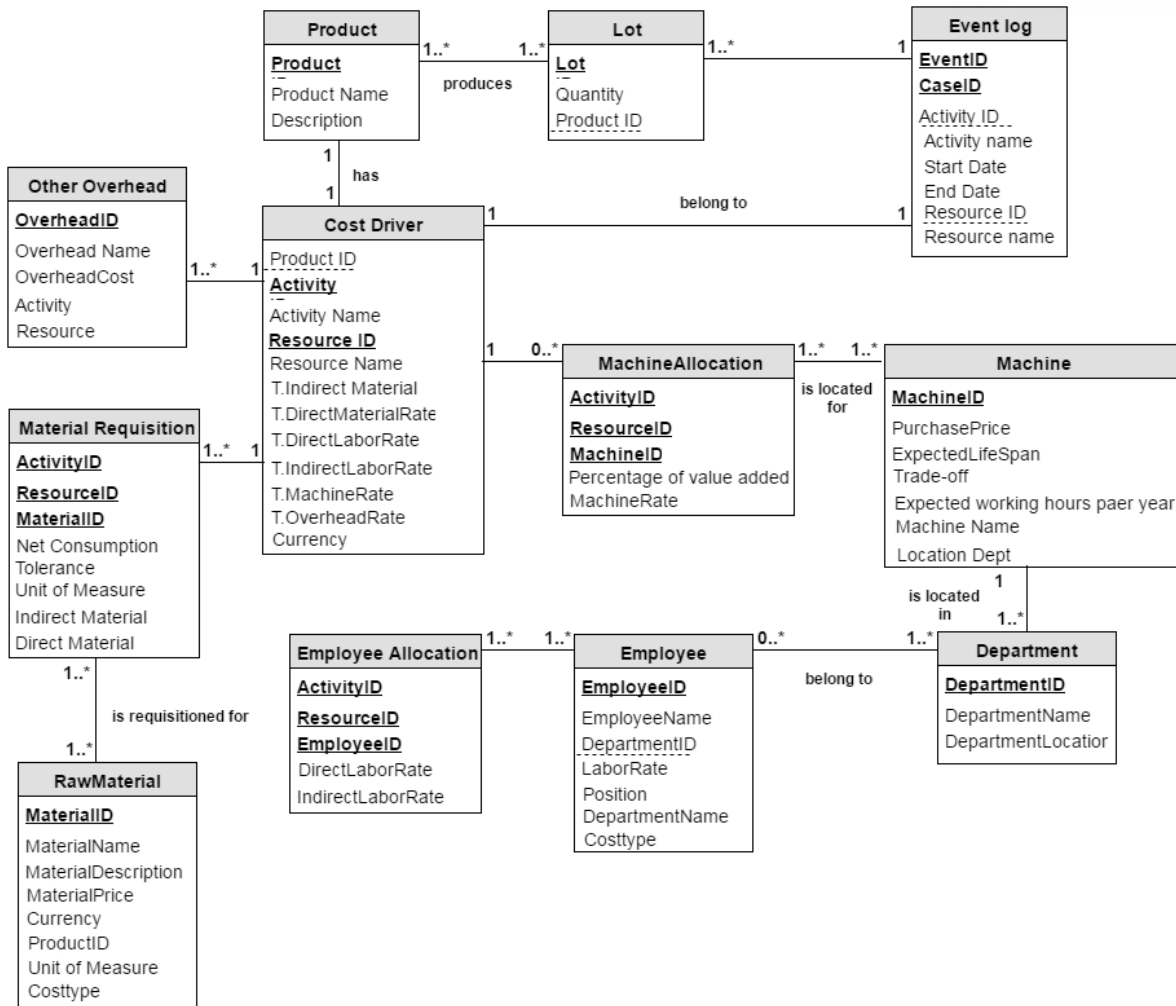 Product
Product
Product Name
Description
1..*
produces
1..*
Lot
Lot
Quantity
Product ID
1..*
1
Event log
EventID
CaseID
Activity ID
Activity name
Start Date
End Date
Resource ID
Resource name
1
has
1
Other Overhead
OverheadID
Overhead Name
OverheadCost
Activity
Resource
1..*
1
Cost Driver
Product ID
Activity
Activity Name
Resource ID
Resource Name
T.Indirect Material
T.DirectMaterialRate
T.DirectLaborRate
T.IndirectLaborRate
T.MachineRate
T.OverheadRate
Currency
1
belong to
1
1
0..*
MachineAllocation
ActivityID
ResourceID
MachineID
Percentage of value added
MachineRate
1..*
1..*
is located
for
Machine
MachineID
PurchasePrice
ExpectedLifeSpan
Trade-off
Expected working hours paer year
Machine Name
Location Dept
Material Requisition
ActivityID
ResourceID
MaterialID
Net Consumption
Tolerance
Unit of Measure
Indirect Material
Direct Material
1..*
1
1
is located
in
1..*
Employee Allocation
ActivityID
ResourceID
EmployeeID
DirectLaborRate
IndirectLaborRate
1..*
1..*
Employee
EmployeeID
EmployeeName
DepartmentID
LaborRate
Position
DepartmentName
Costtype
0..*
belong to
1..*
Department
DepartmentID
DepartmentName
DepartmentLocatior
1..*
is requisitioned for
1..*
RawMaterial
MaterialID
MaterialName
MaterialDescription
MaterialPrice
Currency
ProductID
Unit of Measure
Costtype